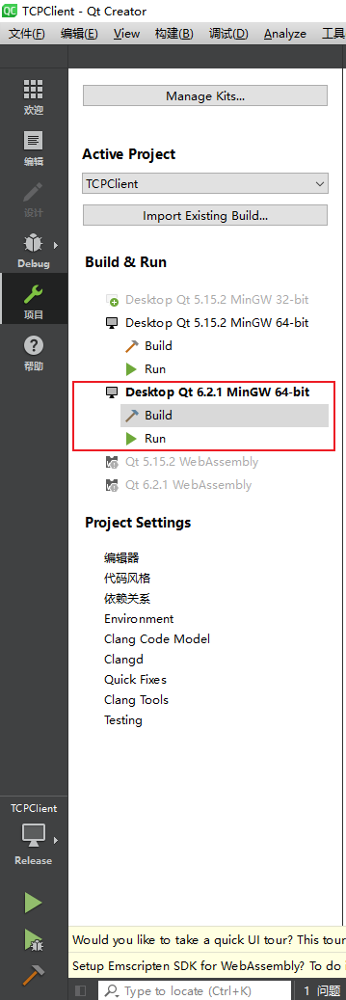 TCPClient - Qt Creator
文件(F) 编辑(E) View 构建(B) 调试(D) Analyze 工具
欢迎
编辑
设计
Debug
项目
帮助
Manage Kits...
Active Project
TCPClient
Import Existing Build...
Build & Run
Desktop Qt 5.15.2 MinGW 32-bit
Desktop Qt 5.15.2 MinGW 64-bit
Build
Run
Desktop Qt 6.2.1 MinGW 64-bit
Build
Run
Qt 5.15.2 WebAssembly
Qt 6.2.1 WebAssembly
Project Settings
编辑器
代码风格
依赖关系
Environment
Clang Code Model
Clangd
Quick Fixes
Clang Tools
Testing
TCPClient
Release
Would you like to take a quick UI tour? This tour
Setup Emscripten SDK for WebAssembly? To do
Type to locate (Ctrl+K) 1 问题